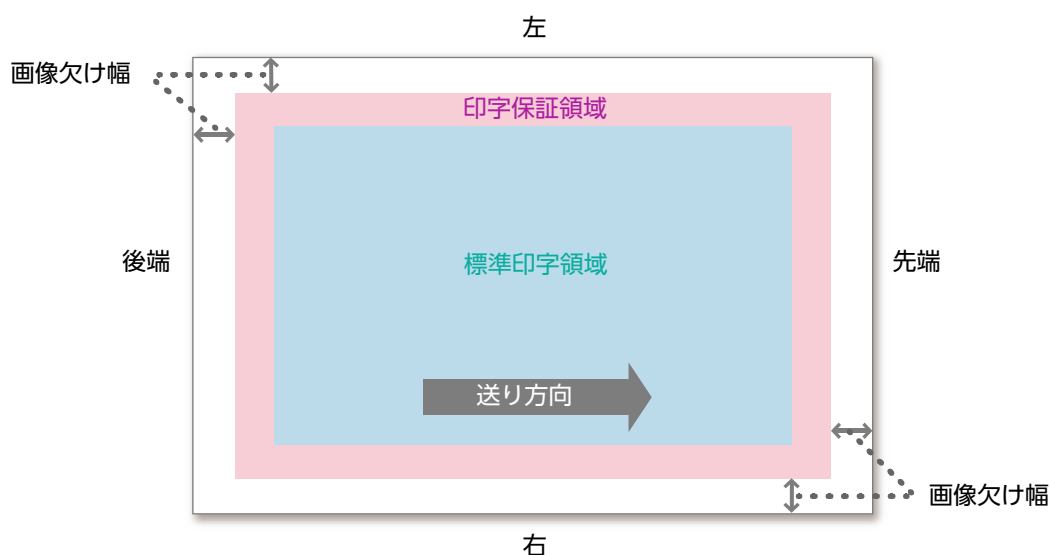 左
画像欠け幅
印字保証領域
後端
標準印字領域
先端
送り方向
画像欠け幅
右